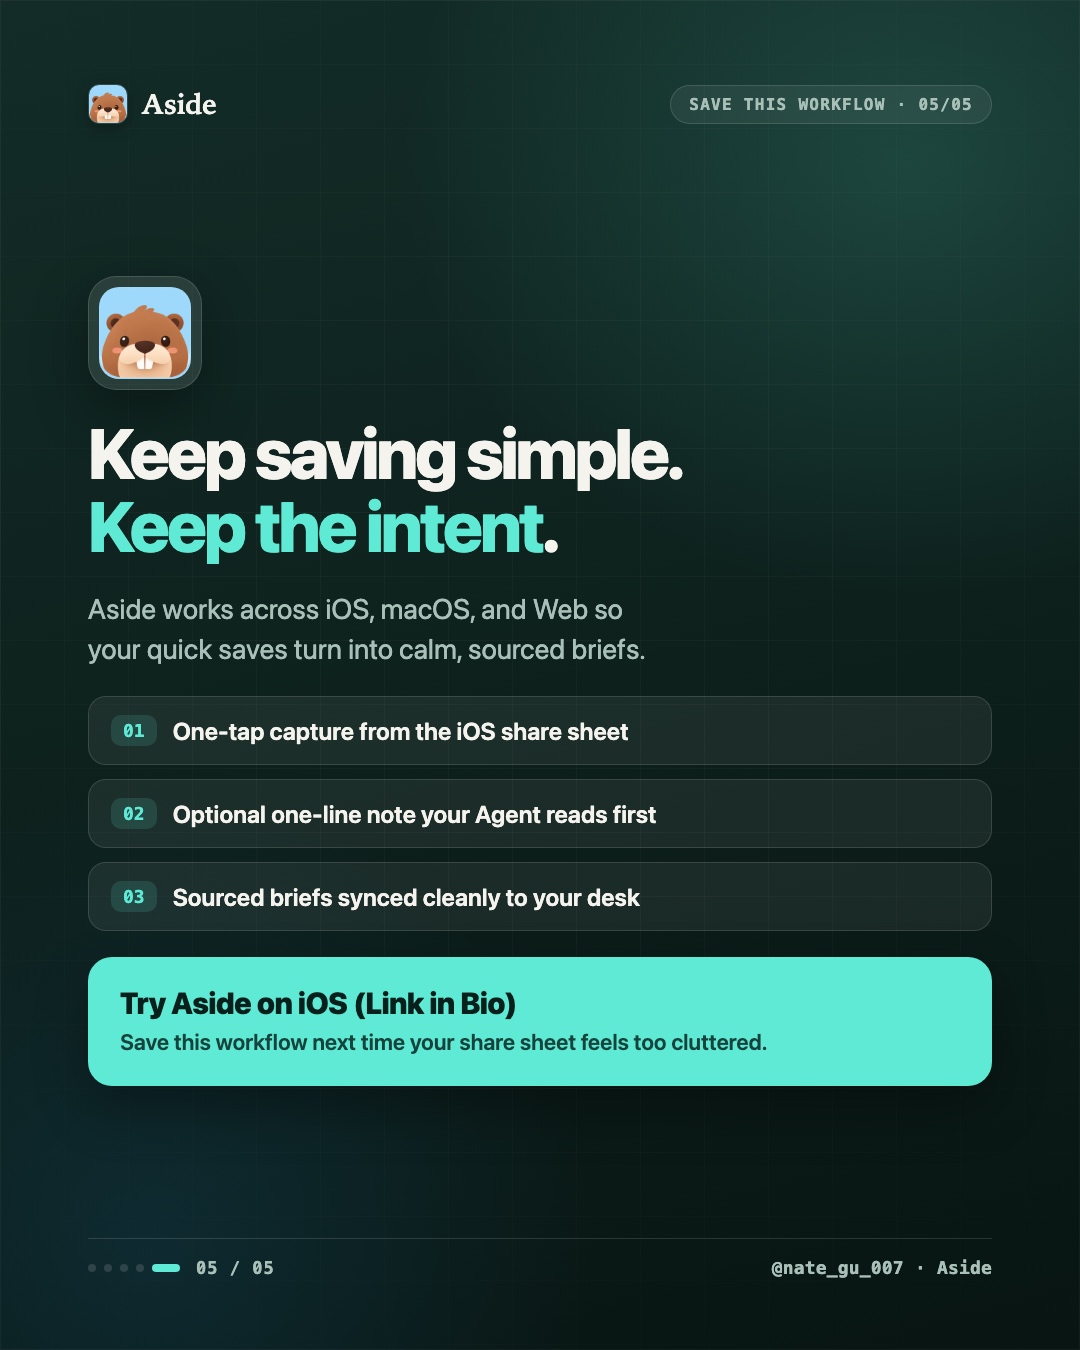 Aside
SAVE THIS WORKFLOW · 05/05
Keep saving simple.
Keep the intent.
Aside works across iOS, macOS, and Web so
your quick saves turn into calm, sourced briefs.
01 One-tap capture from the iOS share sheet
02 Optional one-line note your Agent reads first
03 Sourced briefs synced cleanly to your desk
Try Aside on iOS (Link in Bio)
Save this workflow next time your share sheet feels too cluttered.
05 / 05
@nate_gu_007 · Aside